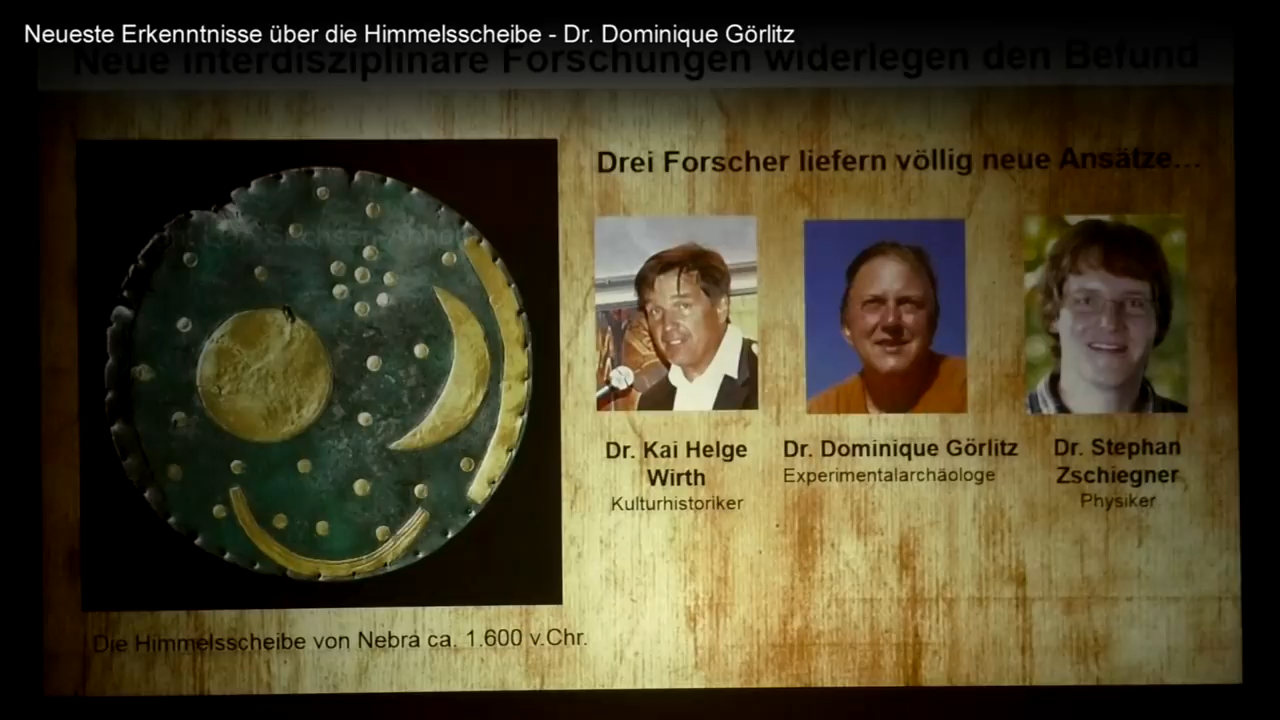 Neueste Erkenntnisse über die Himmelsscheibe - Dr. Dominique Görlitz
Neue interdisziplinäre Forschungen widerlegen den Befund
Drei Forscher liefern völlig neue Ansätze...
Dr. Kai Helge
Wirth
Kulturhistoriker
Dr. Dominique Görlitz
Experimentalarchäologe
Dr. Stephan
Zschiegner
Physiker
Die Himmelsscheibe von Nebra ca. 1.600 v.Chr.